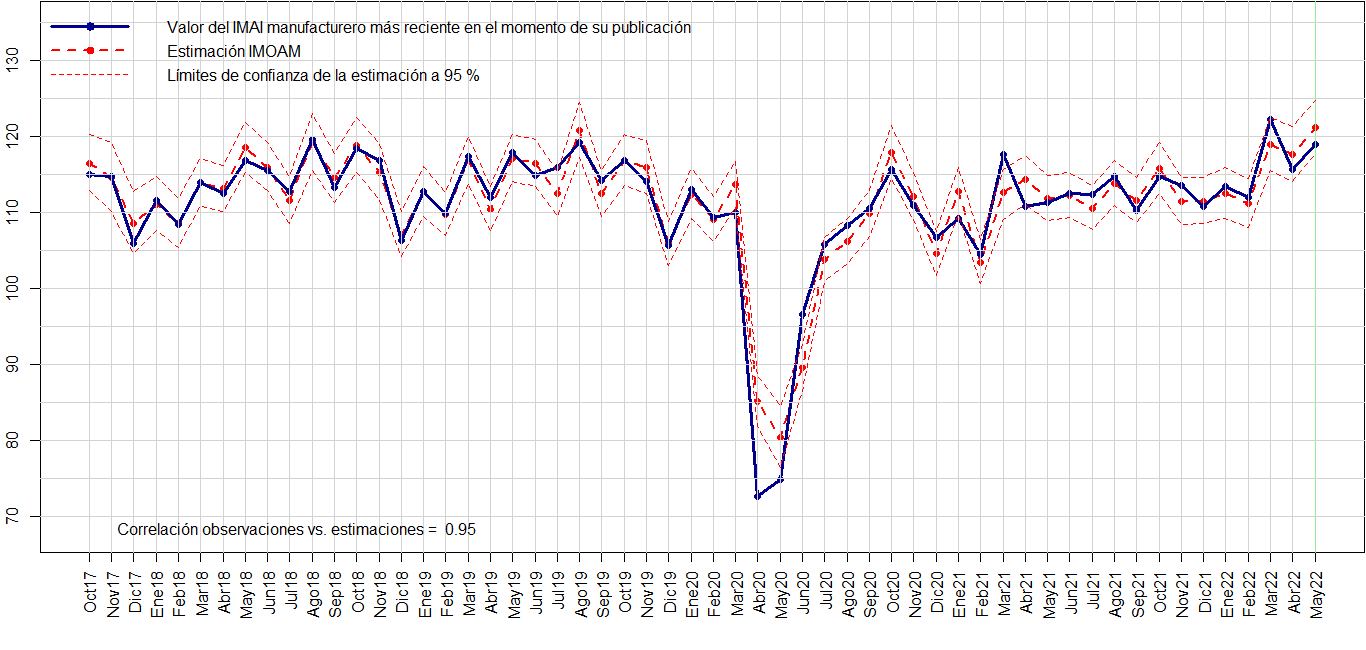 Valor del IMAI manufacturero más reciente en el momento de su publicación
Estimación IMOAM
Límites de confianza de la estimación a 95 %
130
120
110
100
90
80
70
Correlación observaciones vs. estimaciones = 0.95
Oct17
Nov17
Dic17
Ene18
Feb18
Mar18
Abr18
May18
Jun18
Jul18
Ago18
Sep18
Oct18
Nov18
Dic18
Ene19
Feb19
Mar19
Abr19
May19
Jun19
Jul19
Ago19
Sep19
Oct19
Nov19
Dic19
Ene20
Feb20
Mar20
Abr20
May20
Jun20
Jul20
Ago20
Sep20
Oct20
Nov20
Dic20
Ene21
Feb21
Mar21
Abr21
May21
Jun21
Jul21
Ago21
Sep21
Oct21
Nov21
Dic21
Ene22
Feb22
Mar22
Abr22
May22